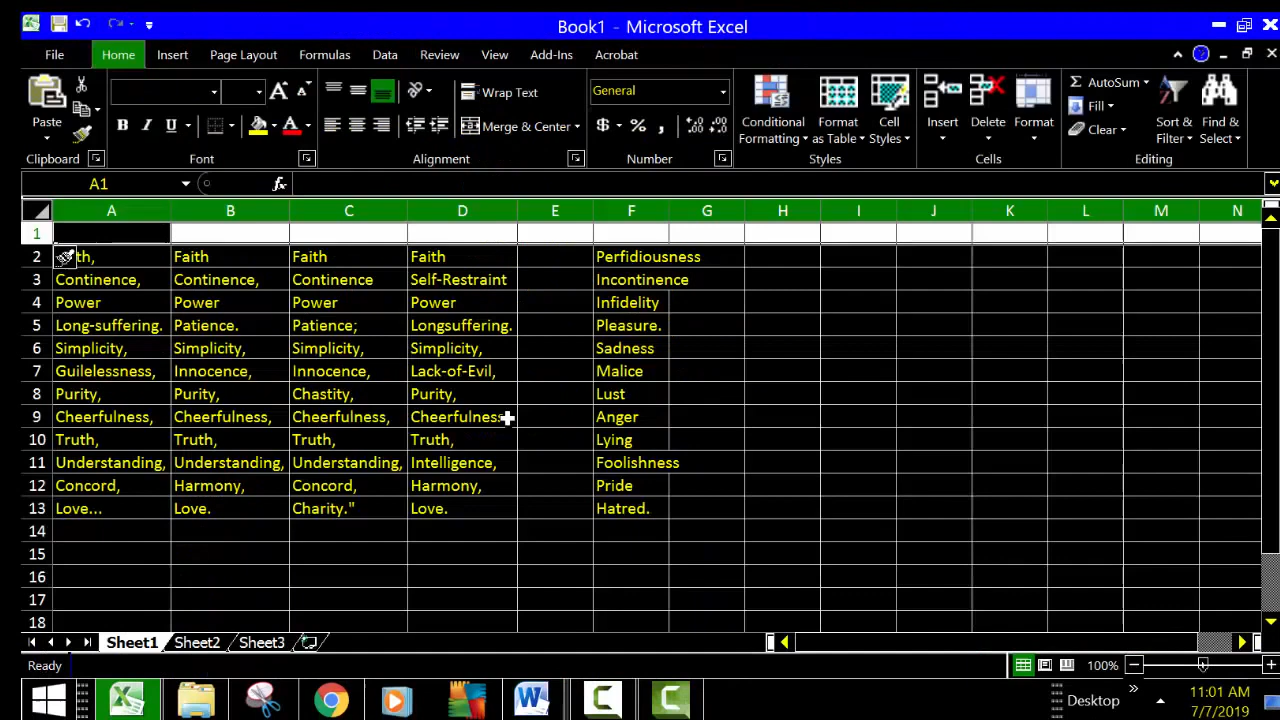 Book1 - Microsoft Excel
File Home Insert Page Layout Formulas Data Review View Add-Ins Acrobat
Paste
Clipboard
B I U A A A
Font
Wrap Text
Merge & Center
Alignment
General
$ % ,
Number
Conditional Formatting
Format as Table
Cell Styles
Styles
Insert Delete Format
Cells
Σ AutoSum
Fill
Clear
Sort & Filter
Find & Select
Editing
A1 fx
A B C D E F G H I J K L M N
1
2 th, Faith Faith Faith Perfidiousness
3 Continence, Continence, Continence Self-Restraint Incontinence
4 Power Power Power Power Infidelity
5 Long-suffering. Patience. Patience; Longsuffering. Pleasure.
6 Simplicity, Simplicity, Simplicity, Simplicity, Sadness
7 Guilelessness, Innocence, Innocence, Lack-of-Evil, Malice
8 Purity, Purity, Chastity, Purity, Lust
9 Cheerfulness, Cheerfulness, Cheerfulness, Cheerfulness Anger
10 Truth, Truth, Truth, Truth, Lying
11 Understanding, Understanding, Understanding, Intelligence, Foolishness
12 Concord, Harmony, Concord, Harmony, Pride
13 Love... Love. Charity." Love. Hatred.
14
15
16
17
18
Sheet1 Sheet2 Sheet3
Ready 100%
Desktop » 11:01 AM
7/7/2019